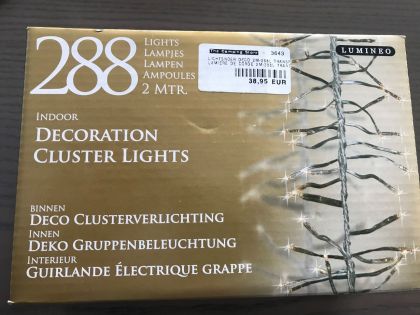 288
LIGHTS
LAMPJES
LAMPEN
AMPOULES
2 MTR.
The Camping Store 3643
38,95 EUR
LUMINEO
INDOOR
DECORATION
CLUSTER LIGHTS
BINNEN
DECO CLUSTERVERLICHTING
INNEN
DEKO GRUPPENBELEUCHTUNG
INTERIEUR
GUIRLANDE ÉLECTRIQUE GRAPPE